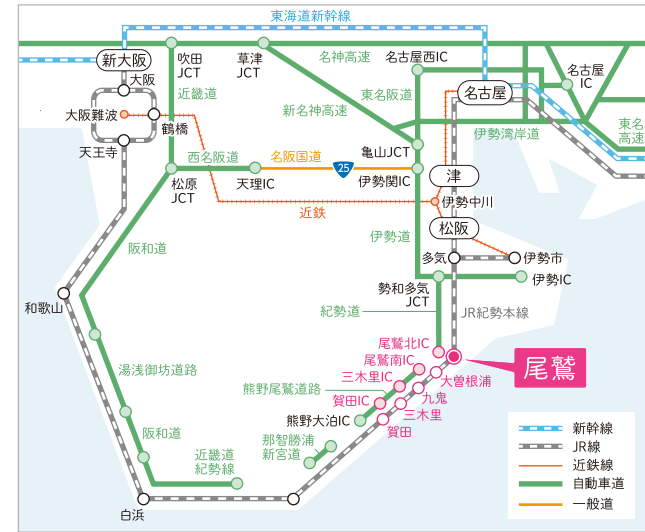 東海道新幹線
新大阪
大阪
大阪難波
鶴橋
天王寺
吹田
JCT
近畿道
草津
JCT
名神高速
新名神高速
名古屋西IC
東名阪道
名古屋
名古屋
IC
東名
高速
伊勢湾岸道
亀山JCT
西名阪道
名阪国道
25
松原
JCT
天理IC
伊勢関IC
津
近鉄
伊勢中川
松阪
伊勢道
阪和道
多気
伊勢市
伊勢IC
勢和多気
JCT
和歌山
紀勢道
JR紀勢本線
尾鷲北IC
尾鷲南IC
尾鷲
湯浅御坊道路
三木里IC
大曽根浦
熊野尾鷲道路
九鬼
賀田IC
三木里
熊野大泊IC
賀田
阪和道
那智勝浦
新宮道
近畿道
紀勢線
白浜
新幹線
JR線
近鉄線
自動車道
一般道